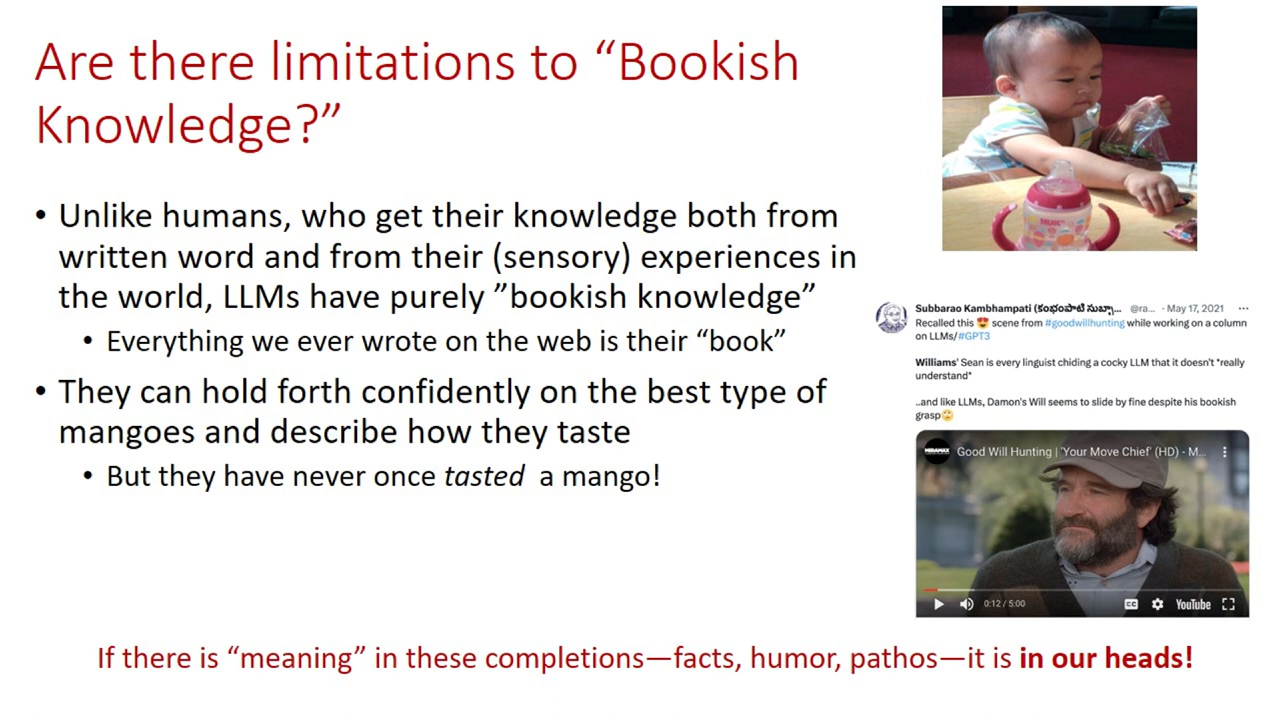 Are there limitations to “Bookish
Knowledge?”
• Unlike humans, who get their knowledge both from
written word and from their (sensory) experiences in
the world, LLMs have purely ”bookish knowledge”
• Everything we ever wrote on the web is their “book”
• They can hold forth confidently on the best type of
mangoes and describe how they taste
• But they have never once tasted a mango!
NUK
Subbarao Kambhampati (కంభంపాటి సుబ్బా... @ra... · May 17, 2021 ···
Recalled this 😍 scene from #goodwillhunting while working on a column
on LLMs/#GPT3
Williams' Sean is every linguist chiding a cocky LLM that it doesn't *really
understand*
..and like LLMs, Damon's Will seems to slide by fine despite his bookish
grasp🙄
MIRAMAX
Good Will Hunting | 'Your Move Chief' (HD) - M...
0:12 / 5:00
CC
YouTube
If there is “meaning” in these completions—facts, humor, pathos—it is in our heads!